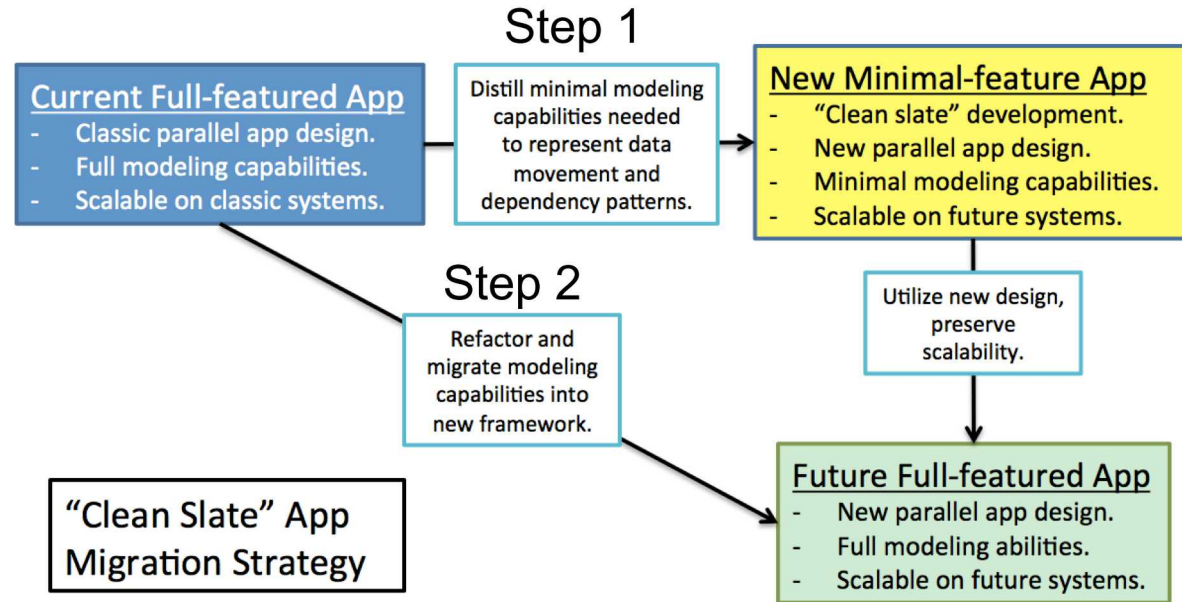 Step 1
Current Full-featured App
- Classic parallel app design.
- Full modeling capabilities.
- Scalable on classic systems.
Distill minimal modeling
capabilities needed
to represent data
movement and
dependency patterns.
New Minimal-feature App
- “Clean slate” development.
- New parallel app design.
- Minimal modeling capabilities.
- Scalable on future systems.
Step 2
Refactor and
migrate modeling
capabilities into
new framework.
Utilize new design,
preserve
scalability.
“Clean Slate” App
Migration Strategy
Future Full-featured App
- New parallel app design.
- Full modeling abilities.
- Scalable on future systems.